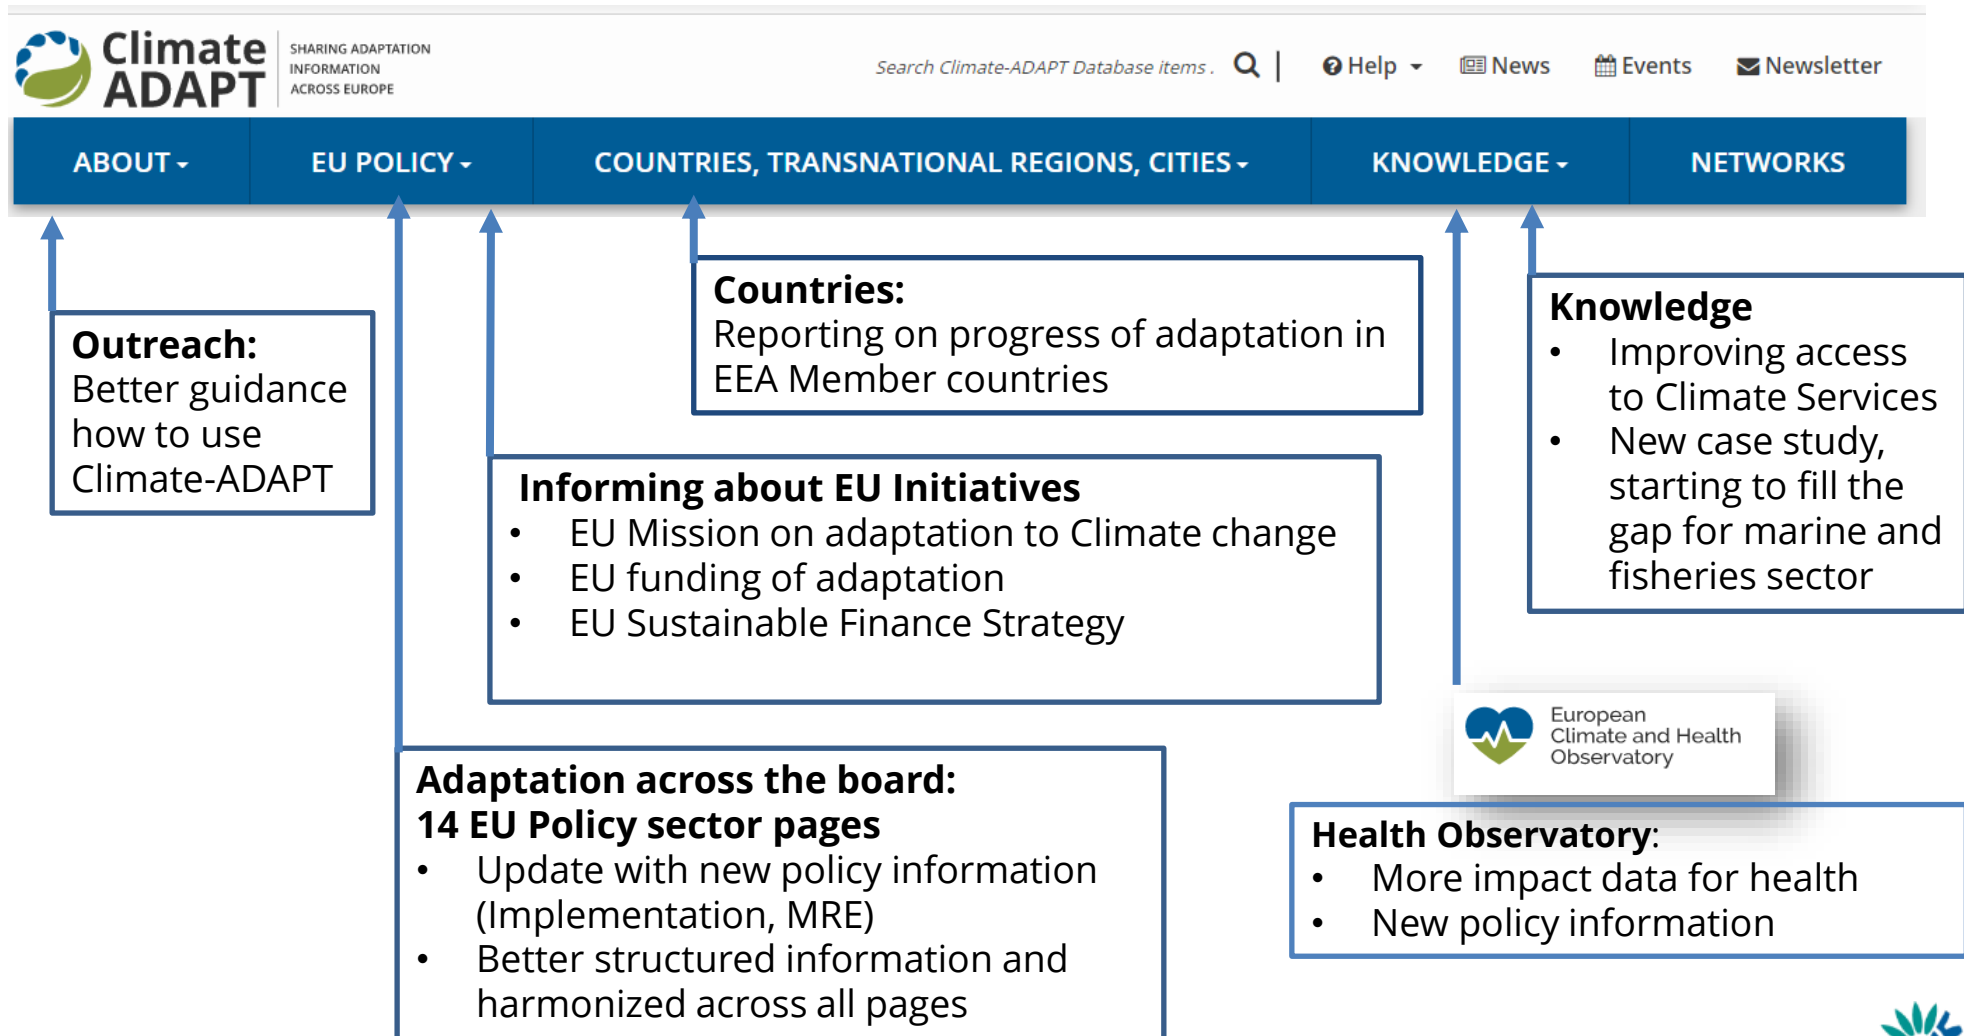 Climate
ADAPT
SHARING ADAPTATION
INFORMATION
ACROSS EUROPE
Search Climate-ADAPT Database items .
Help
News
Events
Newsletter
ABOUT
EU POLICY
COUNTRIES, TRANSNATIONAL REGIONS, CITIES
KNOWLEDGE
NETWORKS
Outreach:
Better guidance
how to use
Climate-ADAPT
Countries:
Reporting on progress of adaptation in
EEA Member countries
Knowledge
• Improving access
to Climate Services
• New case study,
starting to fill the
gap for marine and
fisheries sector
Informing about EU Initiatives
• EU Mission on adaptation to Climate change
• EU funding of adaptation
• EU Sustainable Finance Strategy
European
Climate and Health
Observatory
Adaptation across the board:
14 EU Policy sector pages
• Update with new policy information
(Implementation, MRE)
• Better structured information and
harmonized across all pages
Health Observatory:
• More impact data for health
• New policy information